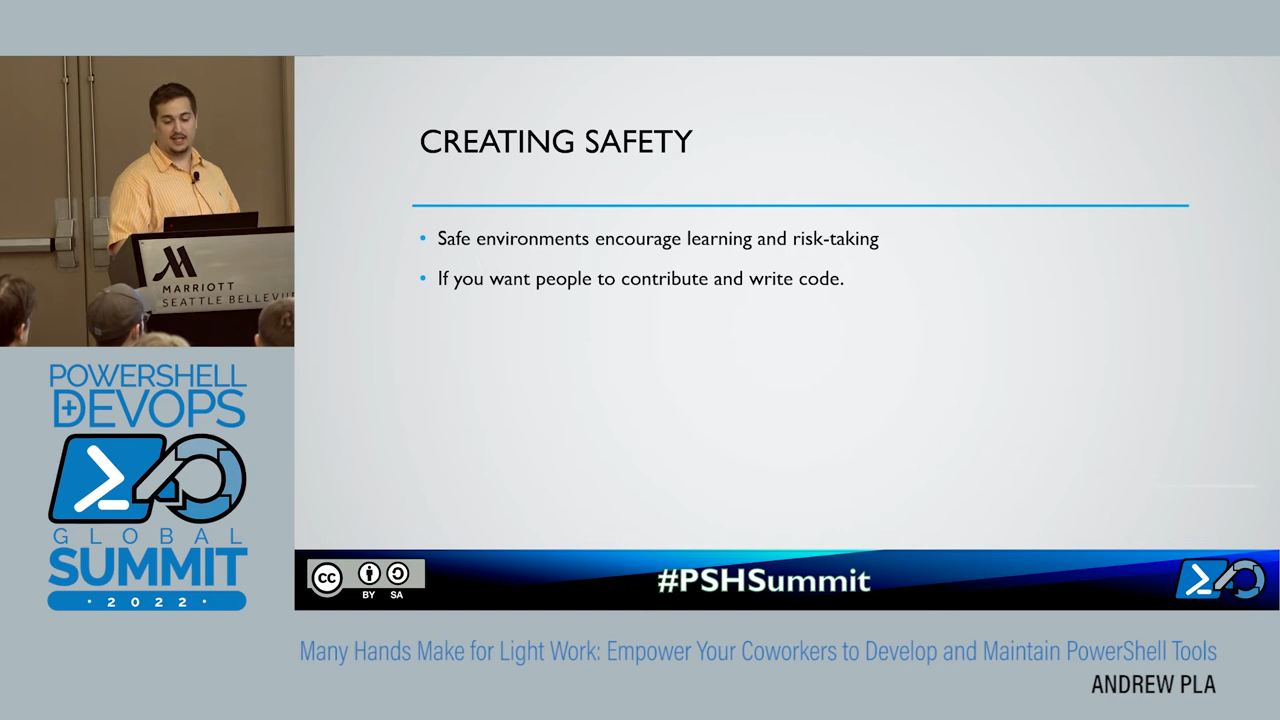 CREATING SAFETY
Safe environments encourage learning and risk-taking
If you want people to contribute and write code.
MARRIOTT
SEATTLE BELLEVUE
POWERSHELL
+DEVOPS
GLOBAL
SUMMIT
· 2022 ·
cc
BY SA
#PSHSummit
Many Hands Make for Light Work: Empower Your Coworkers to Develop and Maintain PowerShell Tools
ANDREW PLA